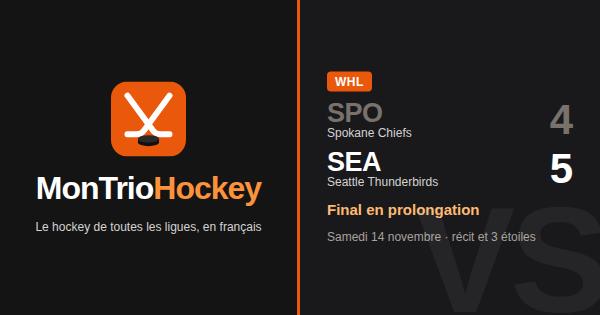 MonTrioHockey
Le hockey de toutes les ligues, en français
WHL
SPO 4
Spokane Chiefs
SEA 5
Seattle Thunderbirds
Final en prolongation
Samedi 14 novembre · récit et 3 étoiles
VS